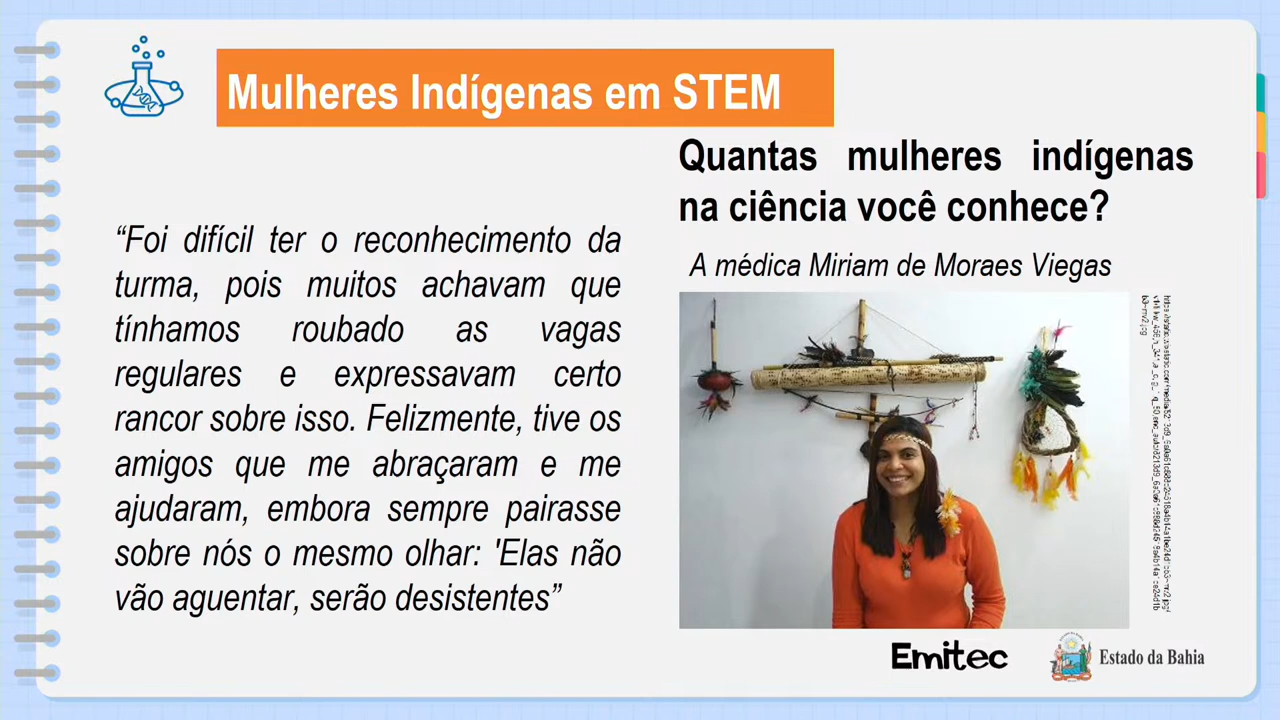 Mulheres Indígenas em STEM
Quantas mulheres indígenas
na ciência você conhece?
A médica Miriam de Moraes Viegas
“Foi difícil ter o reconhecimento da
turma, pois muitos achavam que
tínhamos roubado as vagas
regulares e expressavam certo
rancor sobre isso. Felizmente, tive os
amigos que me abraçaram e me
ajudaram, embora sempre pairasse
sobre nós o mesmo olhar: 'Elas não
vão aguentar, serão desistentes”
Emitec
Estado da Bahia